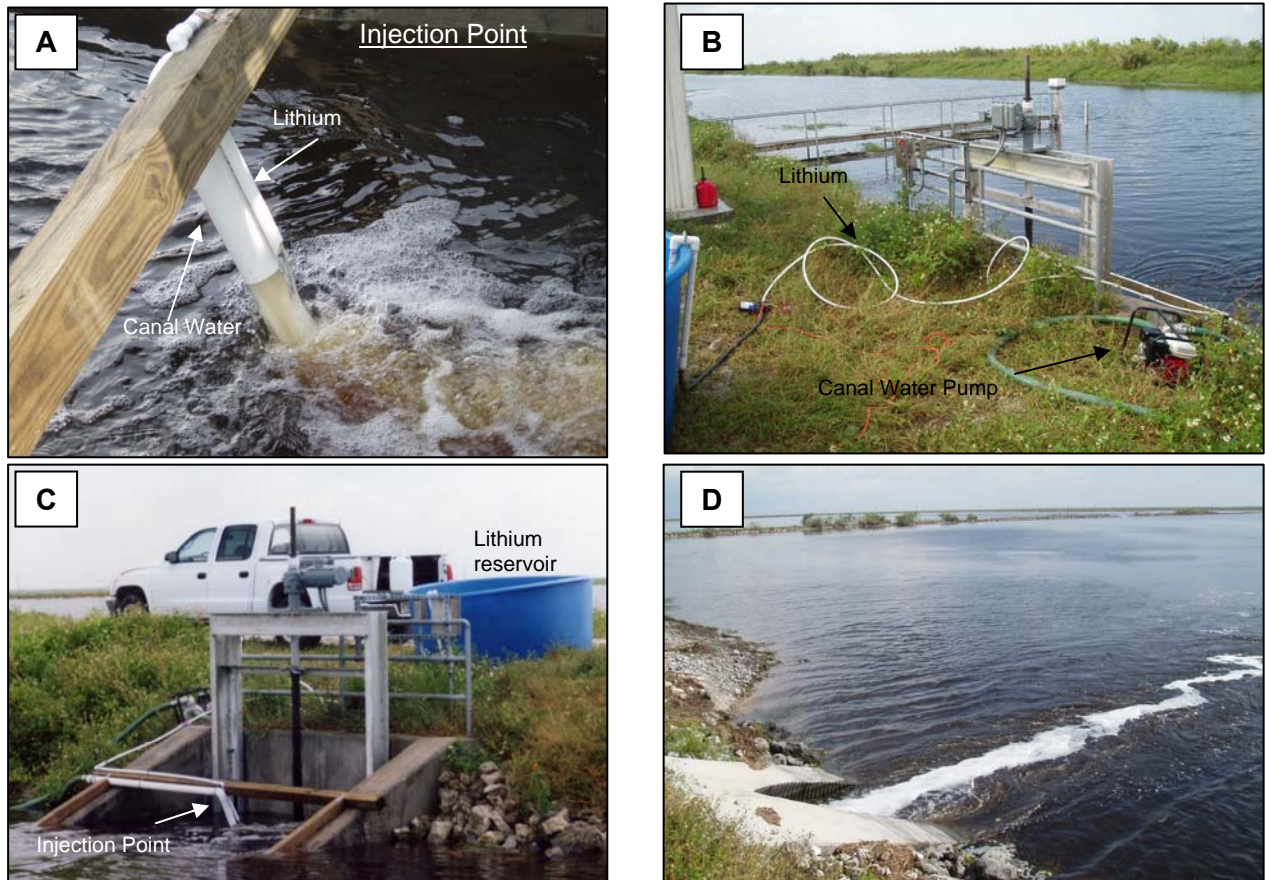 A
Injection Point
Lithium
Canal Water
B
Lithium
Canal Water Pump
C
Lithium
reservoir
Injection Point
D